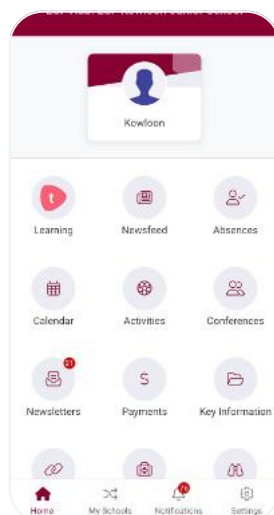 Kowloon
t
Learning Newsfeed Absences
Calendar Activities Conferences
21
$
Newsletters Payments Key Information
Home My Schools Notifications Settings